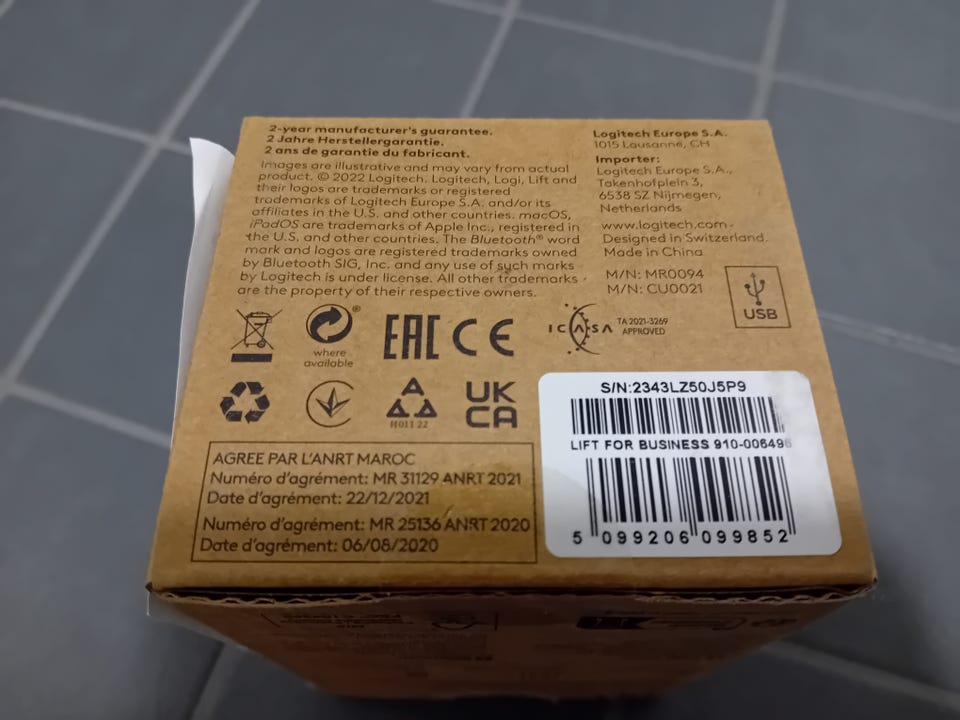 2-year manufacturer's guarantee.
2 Jahre Herstellergarantie.
2 ans de garantie du fabricant.
Images are illustrative and may vary from actual
product. © 2022 Logitech. Logitech, Logi, Lift and
their logos are trademarks or registered
trademarks of Logitech Europe S.A. and/or its
affiliates in the U.S. and other countries. macOS,
iPadOS are trademarks of Apple Inc., registered in
the U.S. and other countries. The Bluetooth® word
mark and logos are registered trademarks owned
by Bluetooth SIG, Inc. and any use of such marks
by Logitech is under license. All other trademarks
are the property of their respective owners.
Logitech Europe S.A.
1015 Lausanne, CH
Importer:
Logitech Europe S.A.,
Takenhofplein 3,
6538 SZ Nijmegen,
Netherlands
www.logitech.com
Designed in Switzerland.
Made in China
M/N: MR0094
M/N: CU0021
USB
®
where
available
EAC CE
ICASA
TA 2021-3269
APPROVED
A
H011 22
UK
CA
AGREE PAR L'ANRT MAROC
Numéro d'agrément: MR 31129 ANRT 2021
Date d'agrément: 22/12/2021
Numéro d'agrément: MR 25136 ANRT 2020
Date d'agrément: 06/08/2020
S/N:2343LZ50J5P9
LIFT FOR BUSINESS 910-006496
5 099206 099852